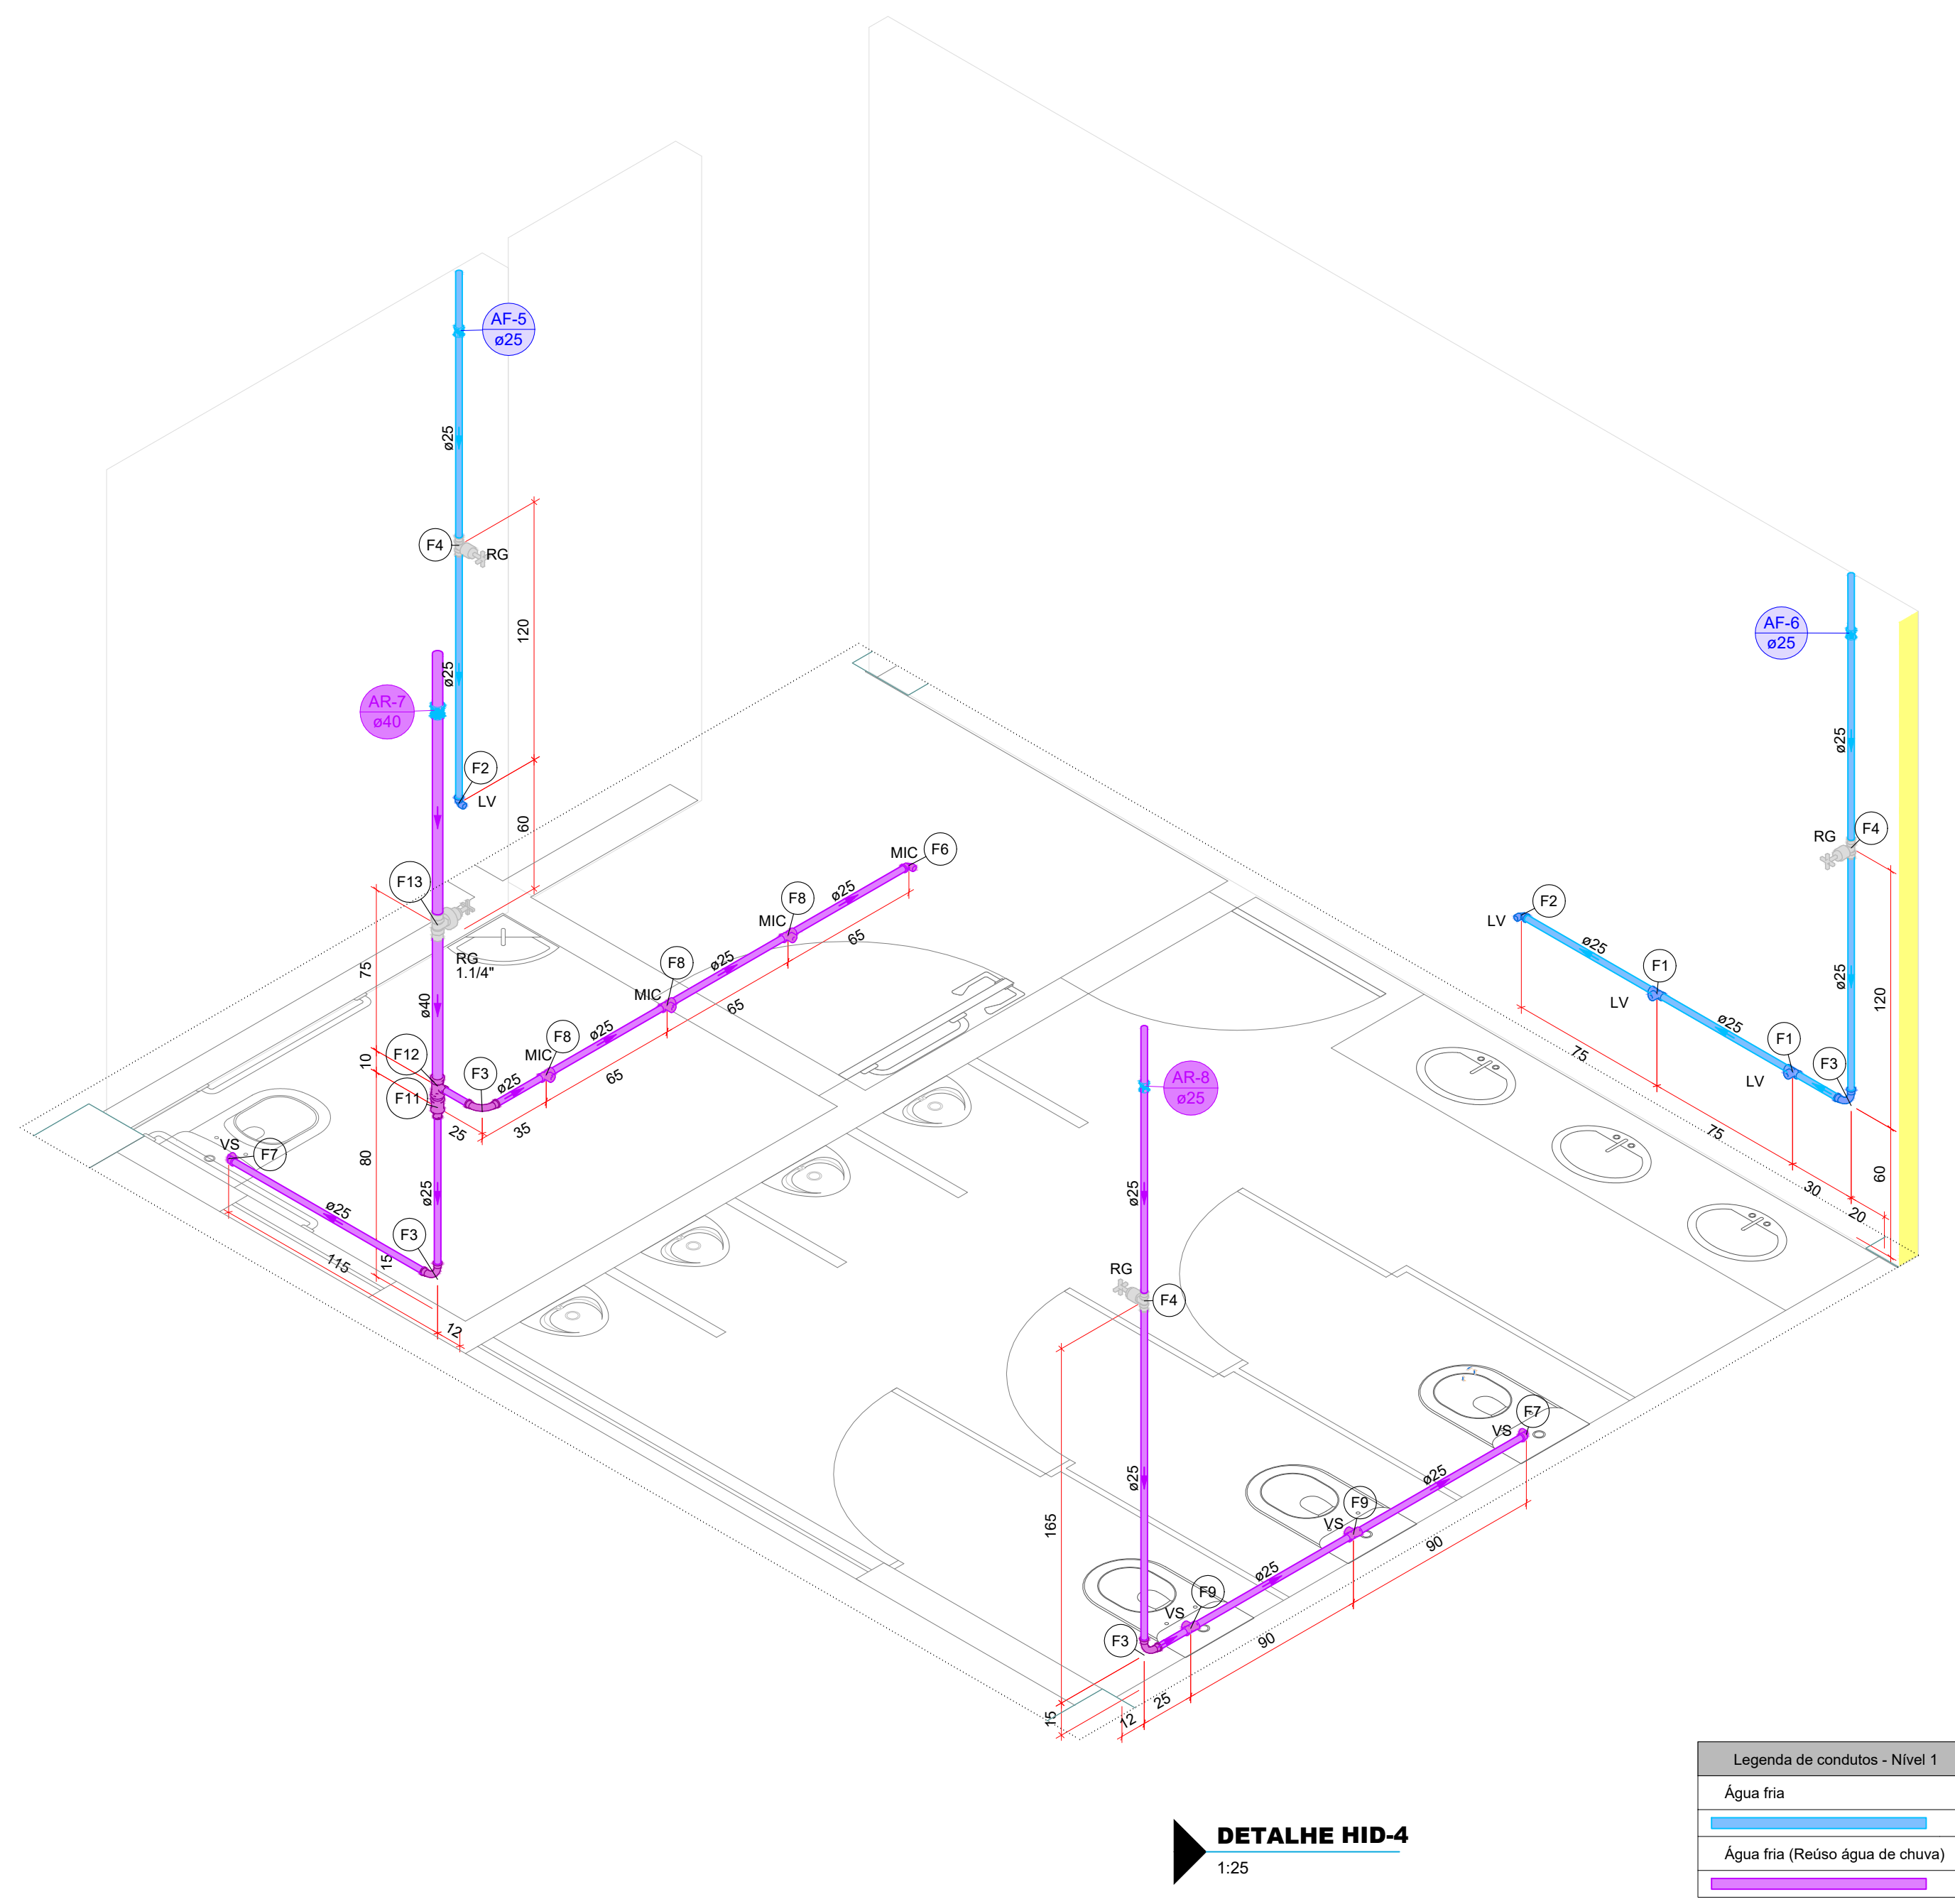 AF-5
ø25
ø25
F4
RG
120
ø25
AR-7
ø40
F2
LV
60
F13
RG
1.1/4"
75
ø40
F12
10
F11
F3
25
35
ø25
MIC
F8
ø25
65
MIC
F8
ø25
65
MIC
F8
ø25
65
MIC
F6
80
ø25
VS
F7
ø25
F3
115
15
12
AF-6
ø25
ø25
RG
F4
ø25
120
F2
LV
ø25
F1
LV
ø25
F1
LV
F3
75
75
30
20
60
AR-8
ø25
ø25
RG
F4
ø25
165
F3
VS
F9
ø25
VS
F9
ø25
VS
F7
90
90
25
12
15
DETALHE HID-4
1:25
Legenda de condutos - Nível 1
Água fria
Água fria (Reúso água de chuva)